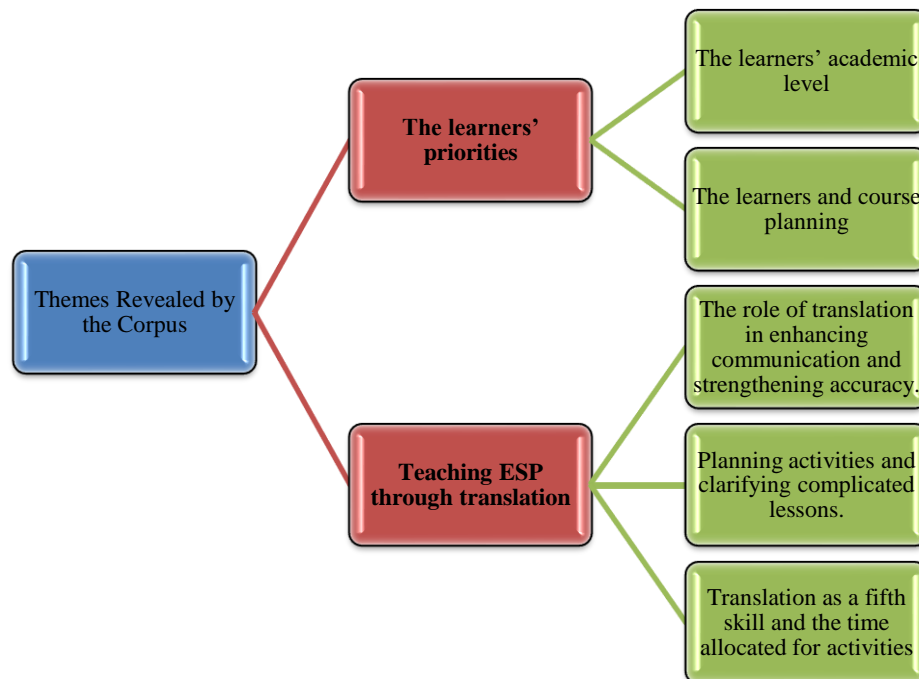 Themes Revealed by
the Corpus
The learners’
priorities
The learners’ academic
level
The learners and course
planning
Teaching ESP
through translation
The role of translation
in enhancing
communication and
strengthening accuracy.
Planning activities and
clarifying complicated
lessons.
Translation as a fifth
skill and the time
allocated for activities